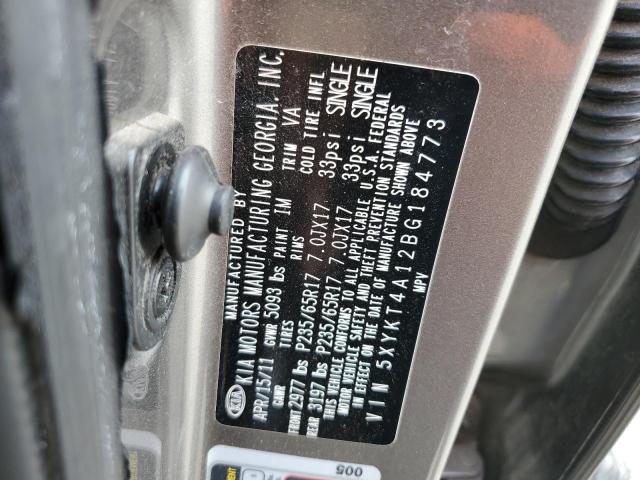 MANUFACTURED BY
KIA KIA MOTORS MANUFACTURING GEORGIA, INC.
APR/15/11 GVWR 5093 lbs PAINT IM TRIM VA
GAWR TIRES RIMS COLD TIRE INFL
FRONT 2977 lbs P235/65R17 7.0JX17 33psi SINGLE
REAR 3197 lbs P235/65R17 7.0JX17 33psi SINGLE
THIS VEHICLE CONFORMS TO ALL APPLICABLE U.S.A. FEDERAL
MOTOR VEHICLE SAFETY AND THEFT PREVENTION STANDARDS
IN EFFECT ON THE DATE OF MANUFACTURE SHOWN ABOVE
VIN 5XYKT4A12BG184773
MPV
005